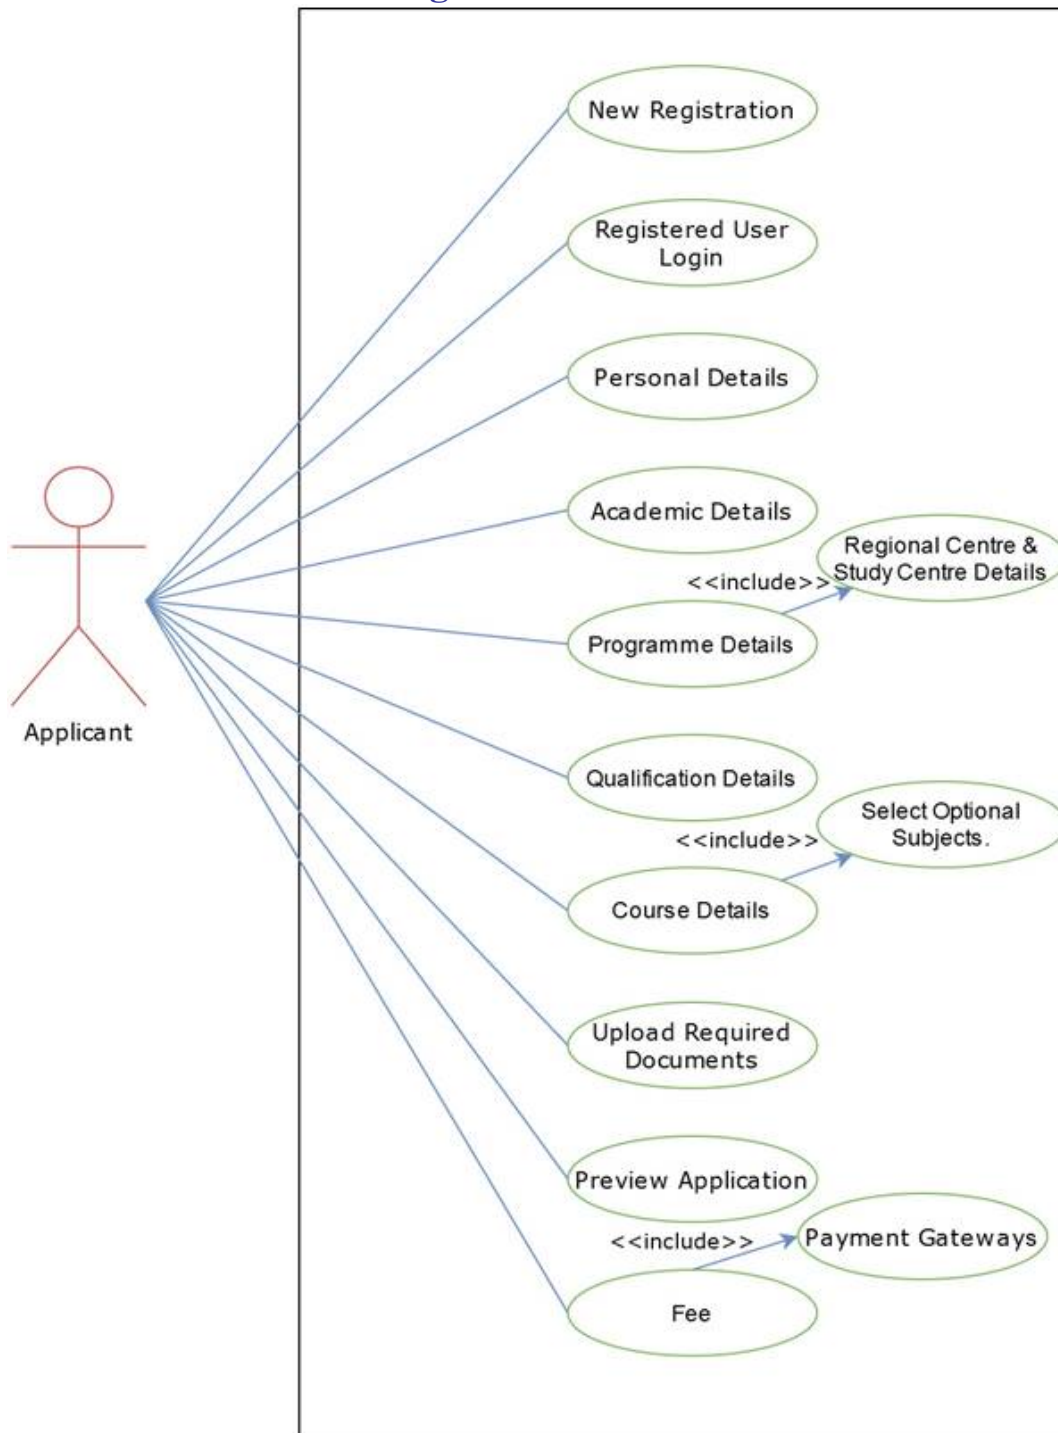 New Registration
Registered User
Login
Personal Details
Academic Details
Regional Centre &
Study Centre Details
<<include>>
Programme Details
Applicant
Qualification Details
Select Optional
Subjects.
<<include>>
Course Details
Upload Required
Documents
Preview Application
<<include>>
Payment Gateways
Fee